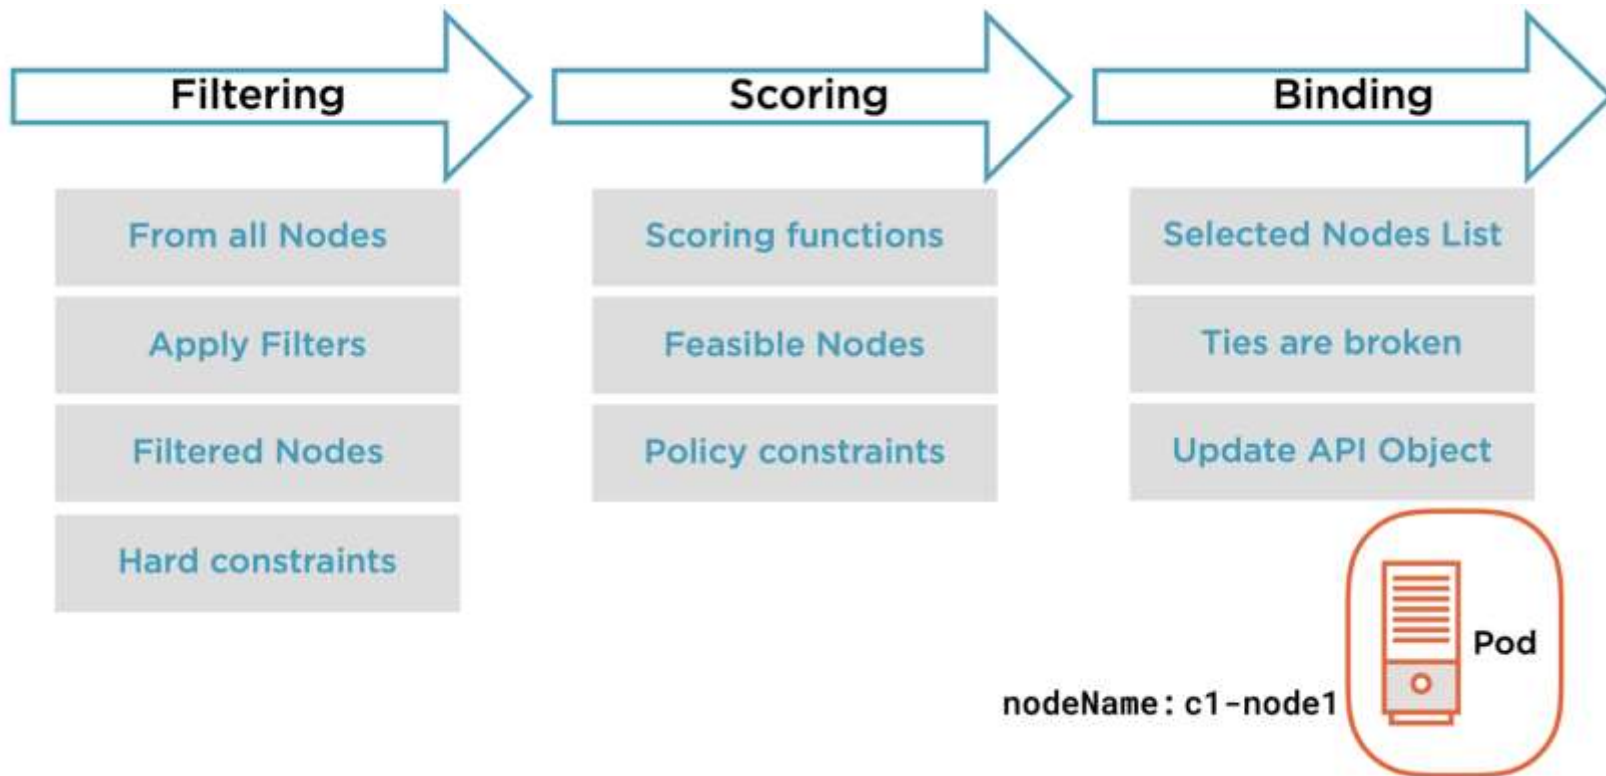 Filtering
Scoring
Binding
From all Nodes
Apply Filters
Filtered Nodes
Hard constraints
Scoring functions
Feasible Nodes
Policy constraints
Selected Nodes List
Ties are broken
Update API Object
Pod
nodeName: c1-node1